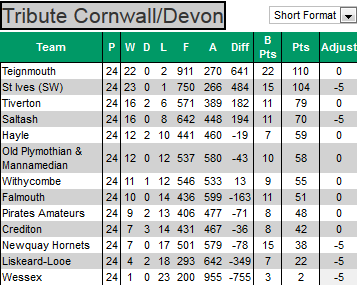 Tribute Cornwall/Devon
Short Format
Team P W D L F A Diff B Pts Pts Adjust
Teignmouth 24 22 0 2 911 270 641 22 110 0
St Ives (SW) 24 23 0 1 750 266 484 15 104 -5
Tiverton 24 16 2 6 571 389 182 11 79 0
Saltash 24 16 0 8 642 448 194 11 70 -5
Hayle 24 12 2 10 441 460 -19 7 59 0
Old Plymothian & Mannamedian 24 12 0 12 537 580 -43 10 58 0
Withycombe 24 11 1 12 546 533 13 9 55 0
Falmouth 24 10 0 14 436 599 -163 11 51 0
Pirates Amateurs 24 9 2 13 406 477 -71 8 48 0
Crediton 24 7 3 14 431 467 -36 8 42 0
Newquay Hornets 24 7 0 17 501 579 -78 15 38 -5
Liskeard-Looe 24 4 2 18 293 642 -349 7 22 -5
Wessex 24 1 0 23 200 955 -755 3 2 -5